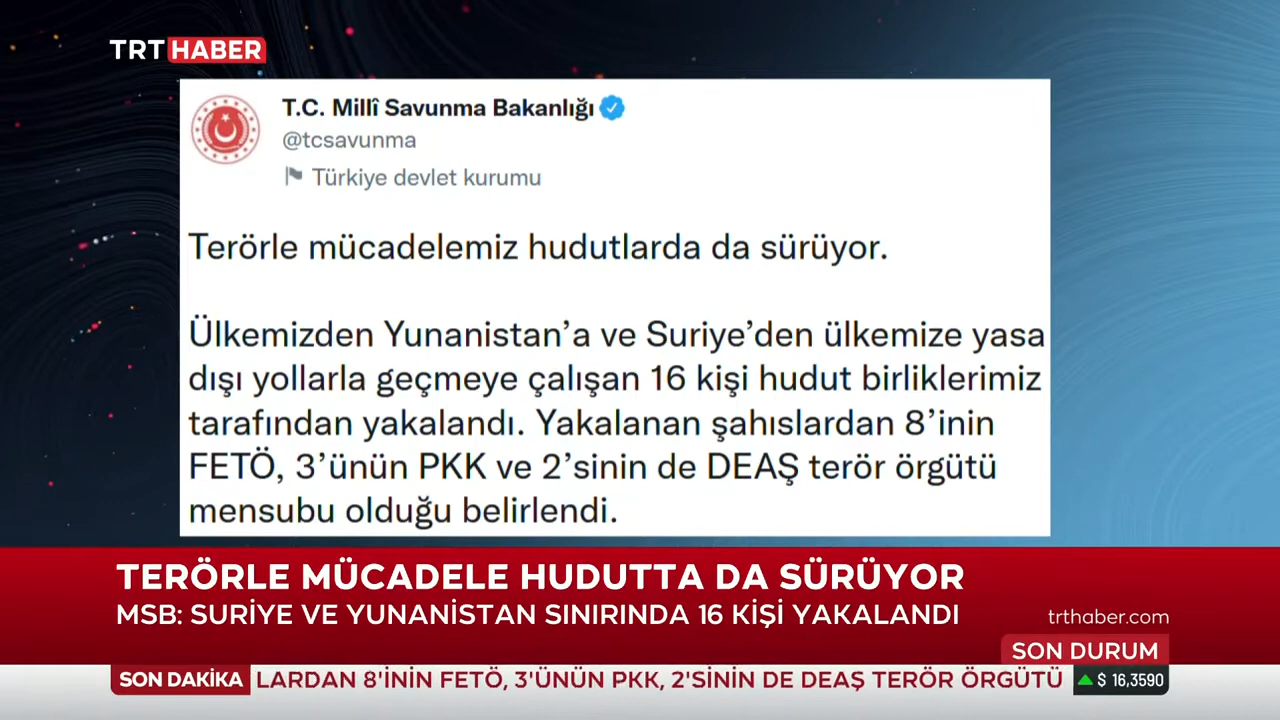 TRT HABER
T.C. Millî Savunma Bakanlığı
@tcsavunma
Türkiye devlet kurumu
Terörle mücadelemiz hudutlarda da sürüyor.
Ülkemizden Yunanistan’a ve Suriye’den ülkemize yasa
dışı yollarla geçmeye çalışan 16 kişi hudut birliklerimiz
tarafından yakalandı. Yakalanan şahıslardan 8’inin
FETÖ, 3’ünün PKK ve 2’sinin de DEAŞ terör örgütü
mensubu olduğu belirlendi.
TERÖRLE MÜCADELE HUDUTTA DA SÜRÜYOR
MSB: SURİYE VE YUNANİSTAN SINIRINDA 16 KİŞİ YAKALANDI
trthaber.com
SON DURUM
SON DAKİKA LARDAN 8'İNİN FETÖ, 3'ÜNÜN PKK, 2'SİNİN DE DEAŞ TERÖR ÖRGÜTÜ $ 16,3590